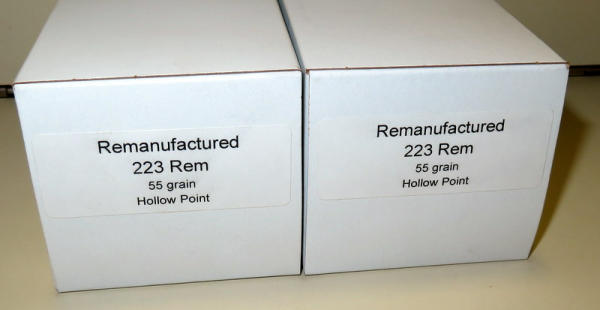 Remanufactured
223 Rem
55 grain
Hollow Point
Remanufactured
223 Rem
55 grain
Hollow Point